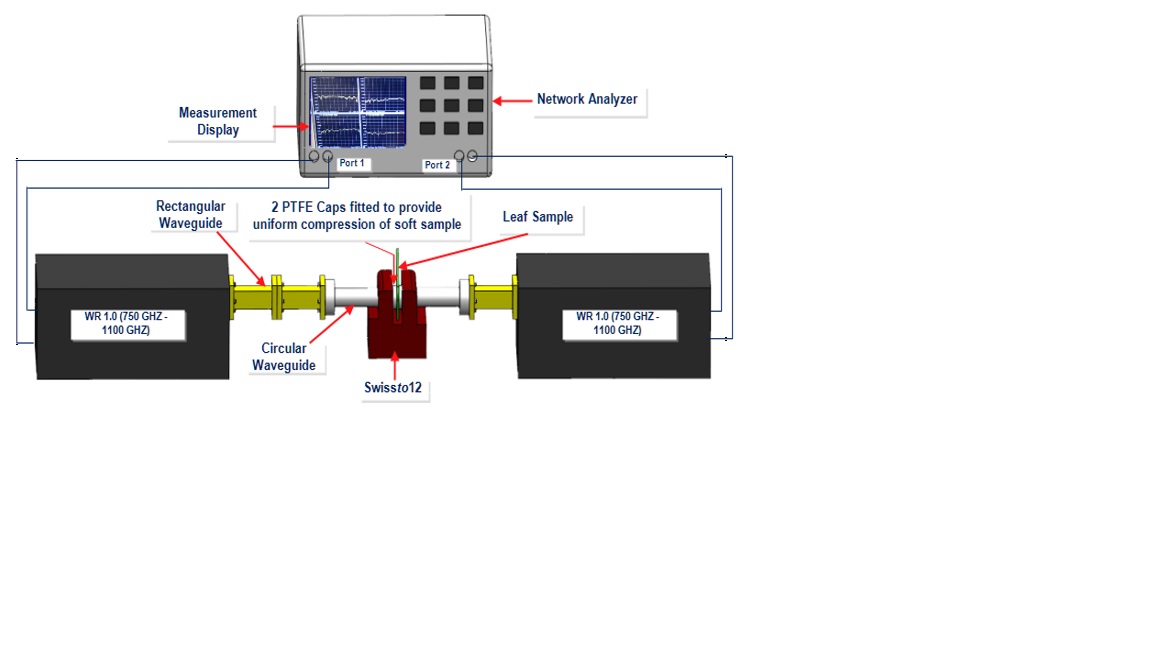 Network Analyzer
Measurement
Display
Port 1
Port 2
Rectangular
Waveguide
2 PTFE Caps fitted to provide
uniform compression of soft sample
Leaf Sample
WR 1.0 (750 GHZ -
1100 GHZ)
WR 1.0 (750 GHZ -
1100 GHZ)
Circular
Waveguide
Swissto12